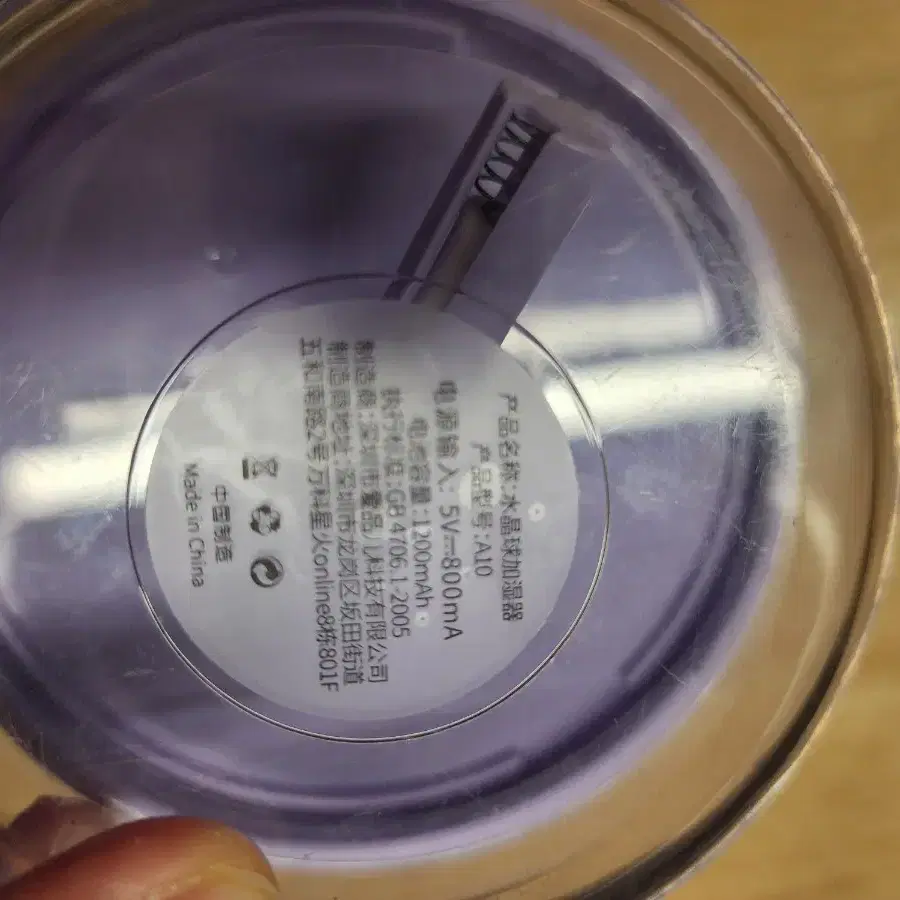 产品名称:水晶球加湿器
产品型号:A10
电源输入: 5V⎓800mA
电池容量:1200mAh
执行标准:GB 4706.1-2005
制造商:深圳市童品儿科技有限公司
制造商地址:深圳市龙岗区坂田街道
五和南路2号万科星火online8栋801F
中国制造
Made in China